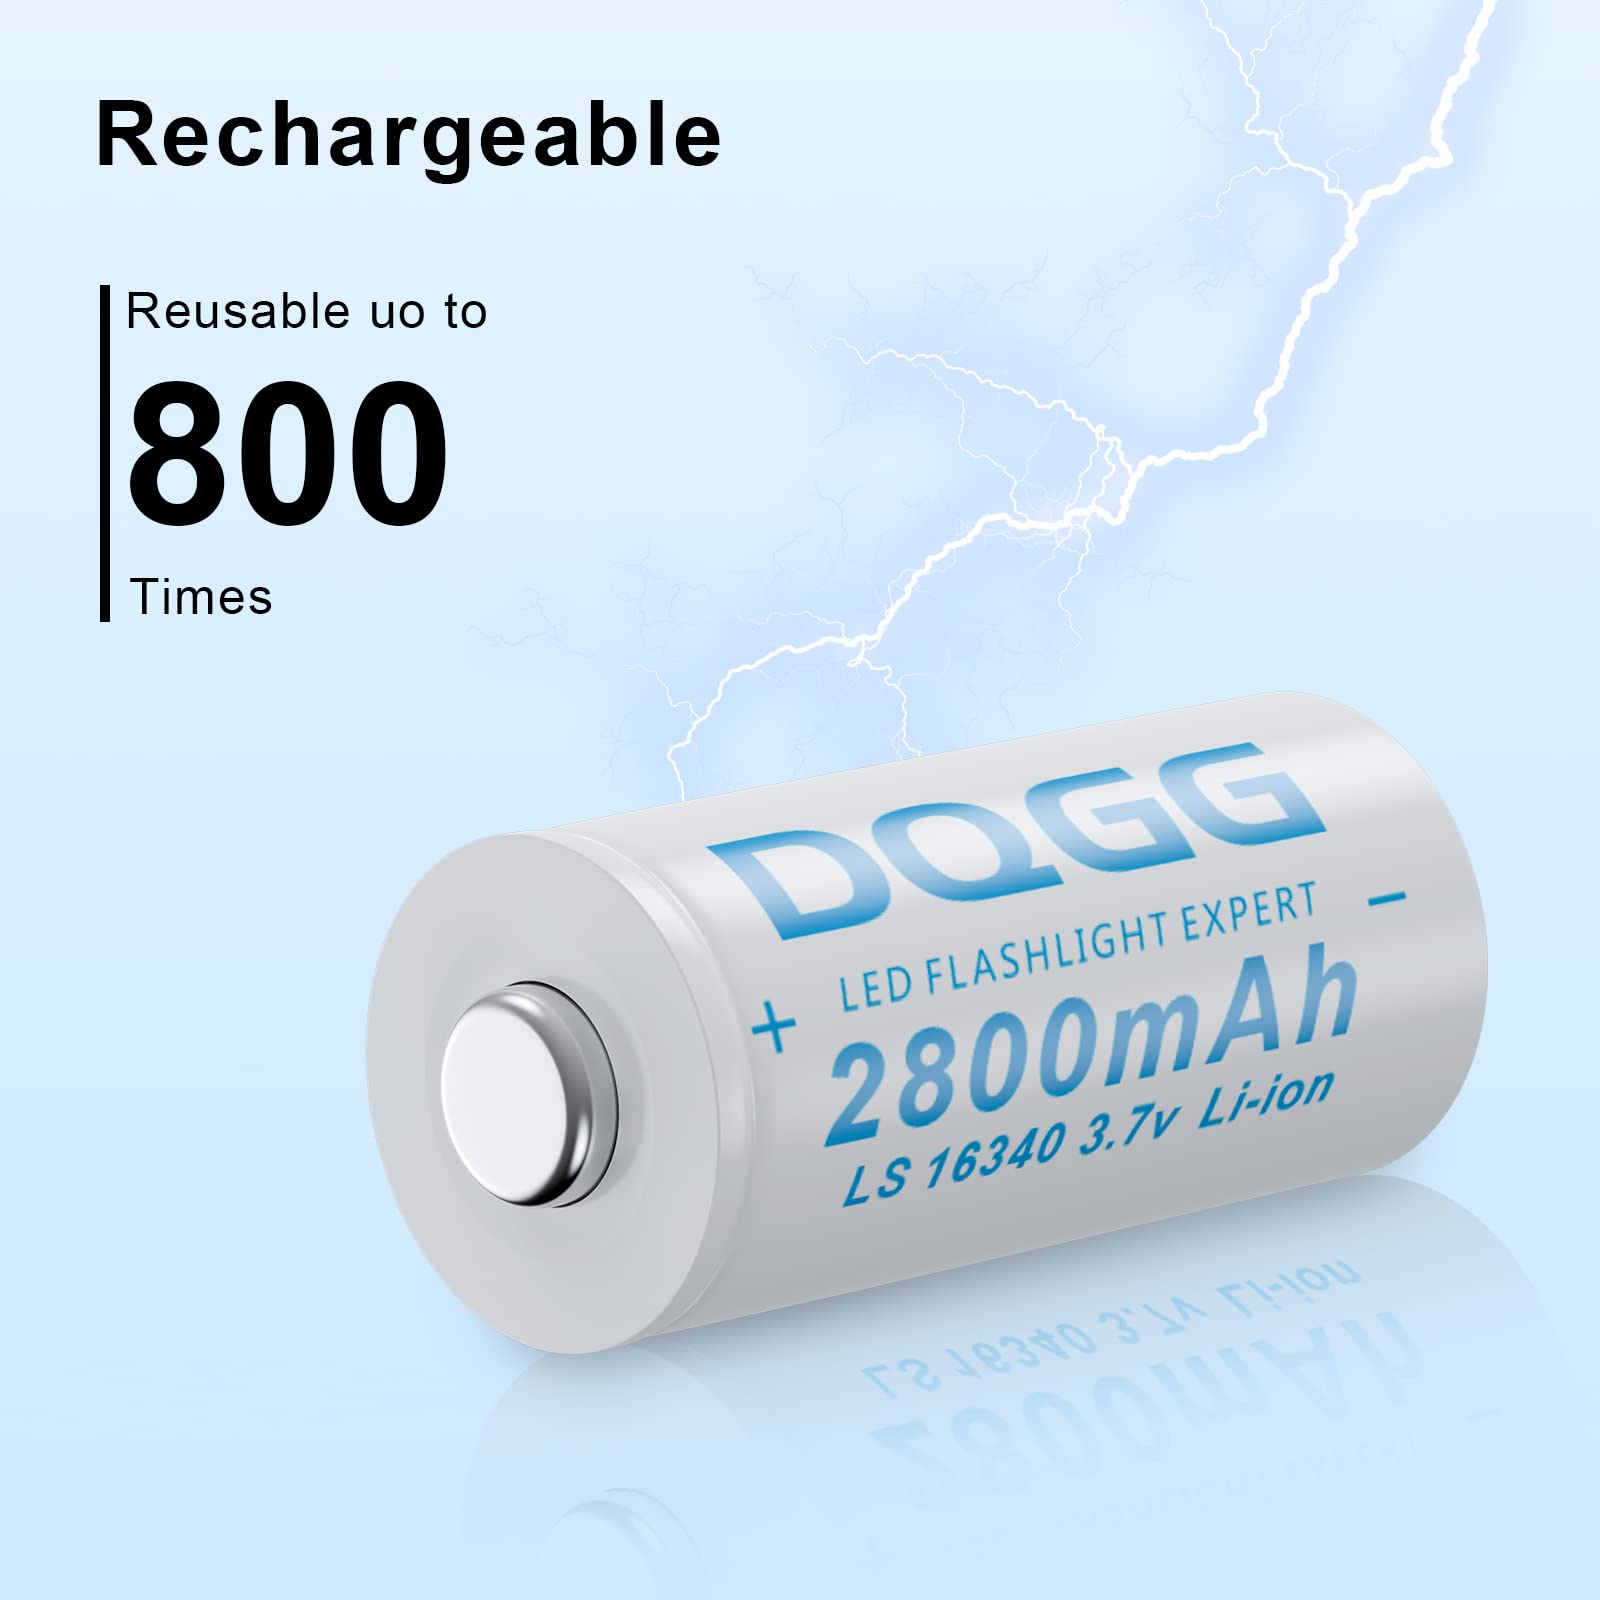 Rechargeable
Reusable uo to
800
Times
DQGG
LED FLASHLIGHT EXPERT
+ -
2800mAh
LS 16340 3.7v Li-ion